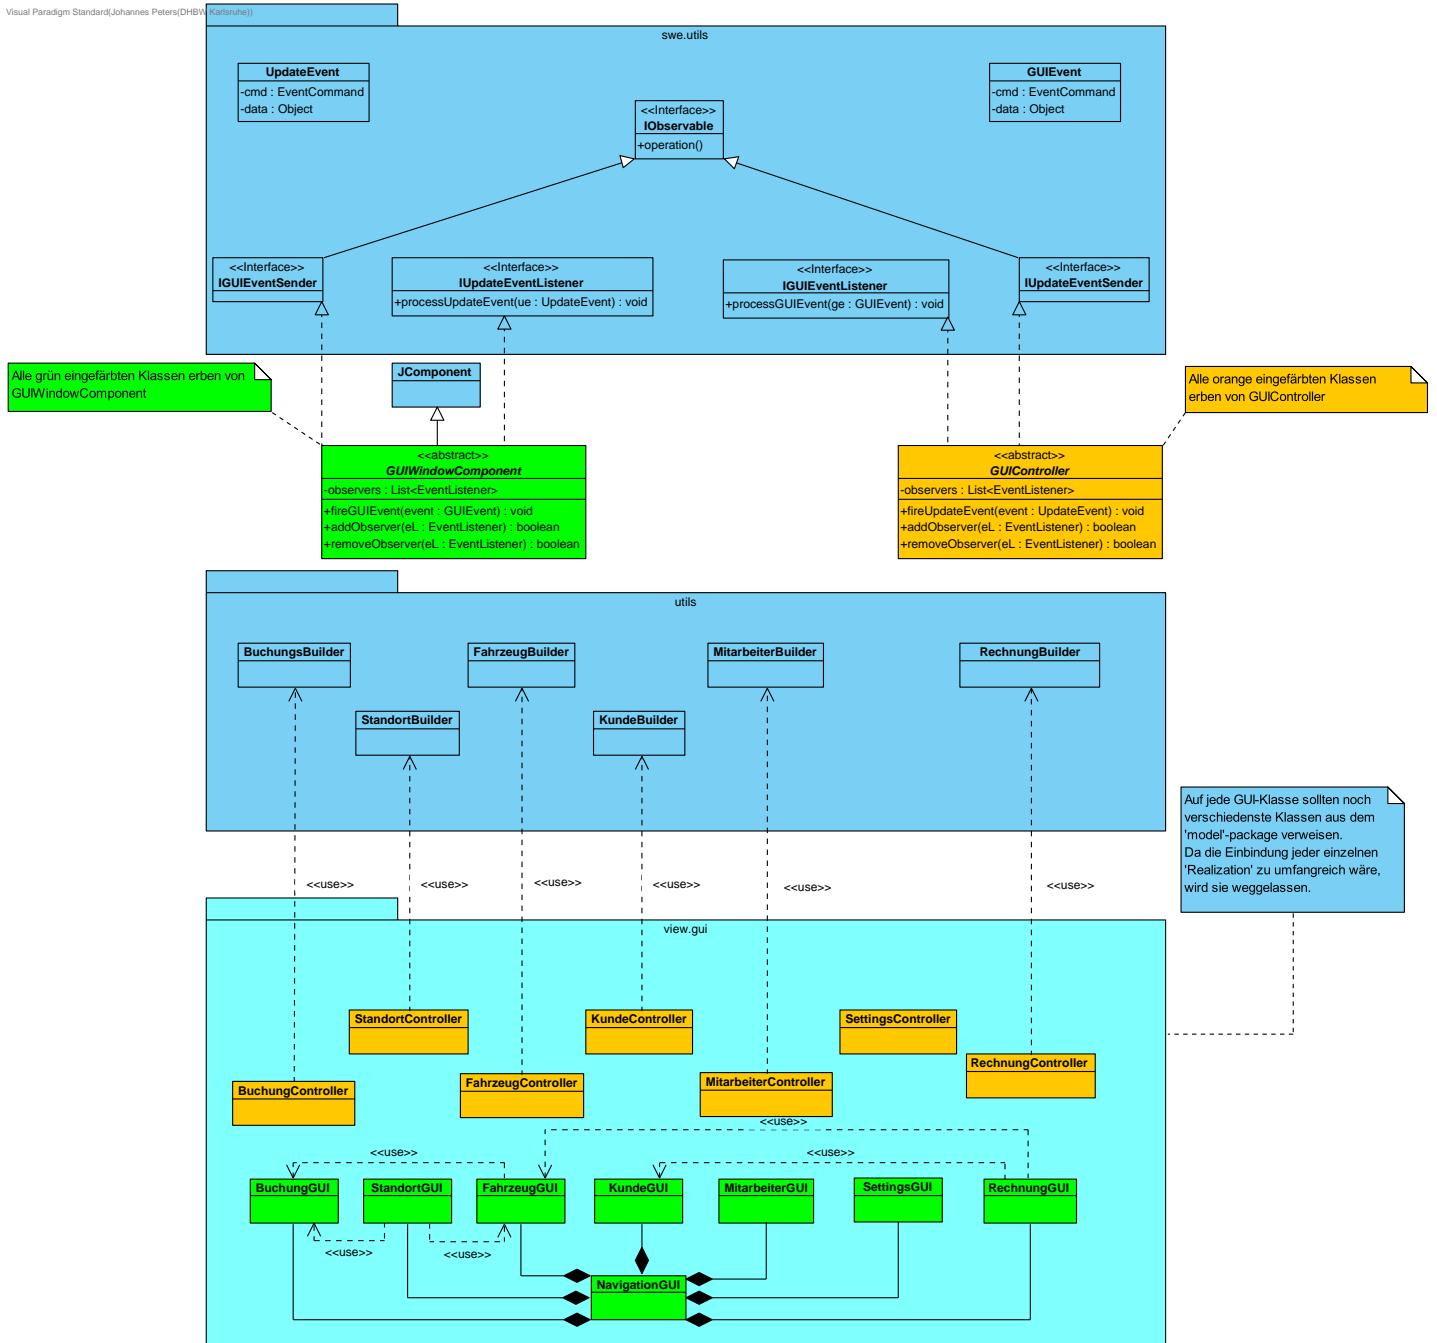 Visual Paradigm Standard(Johannes Peters(DHBW Karlsruhe))
swe.utils
UpdateEvent
-cmd : EventCommand
-data : Object
GUIEvent
-cmd : EventCommand
-data : Object
<<Interface>>
IObservable
+operation()
<<Interface>>
IGUIEventSender
<<Interface>>
IUpdateEventListener
+processUpdateEvent(ue : UpdateEvent) : void
<<Interface>>
IGUIEventListener
+processGUIEvent(ge : GUIEvent) : void
<<Interface>>
IUpdateEventSender
Alle grün eingefärbten Klassen erben von
GUIWindowComponent
JComponent
Alle orange eingefärbten Klassen
erben von GUIController
<<abstract>>
GUIWindowComponent
-observers : List<EventListener>
+fireGUIEvent(event : GUIEvent) : void
+addObserver(eL : EventListener) : boolean
+removeObserver(eL : EventListener) : boolean
<<abstract>>
GUIController
-observers : List<EventListener>
+fireUpdateEvent(event : UpdateEvent) : void
+addObserver(eL : EventListener) : boolean
+removeObserver(eL : EventListener) : boolean
utils
BuchungsBuilder
FahrzeugBuilder
MitarbeiterBuilder
RechnungBuilder
StandortBuilder
KundeBuilder
Auf jede GUI-Klasse sollten noch
verschiedenste Klassen aus dem
'model'-package verweisen.
Da die Einbindung jeder einzelnen
'Realization' zu umfangreich wäre,
wird sie weggelassen.
<<use>>
<<use>>
<<use>>
<<use>>
<<use>>
<<use>>
view.gui
StandortController
KundeController
SettingsController
RechnungController
BuchungController
FahrzeugController
MitarbeiterController
<<use>>
<<use>>
<<use>>
BuchungGUI
StandortGUI
FahrzeugGUI
KundeGUI
MitarbeiterGUI
SettingsGUI
RechnungGUI
<<use>>
<<use>>
NavigationGUI